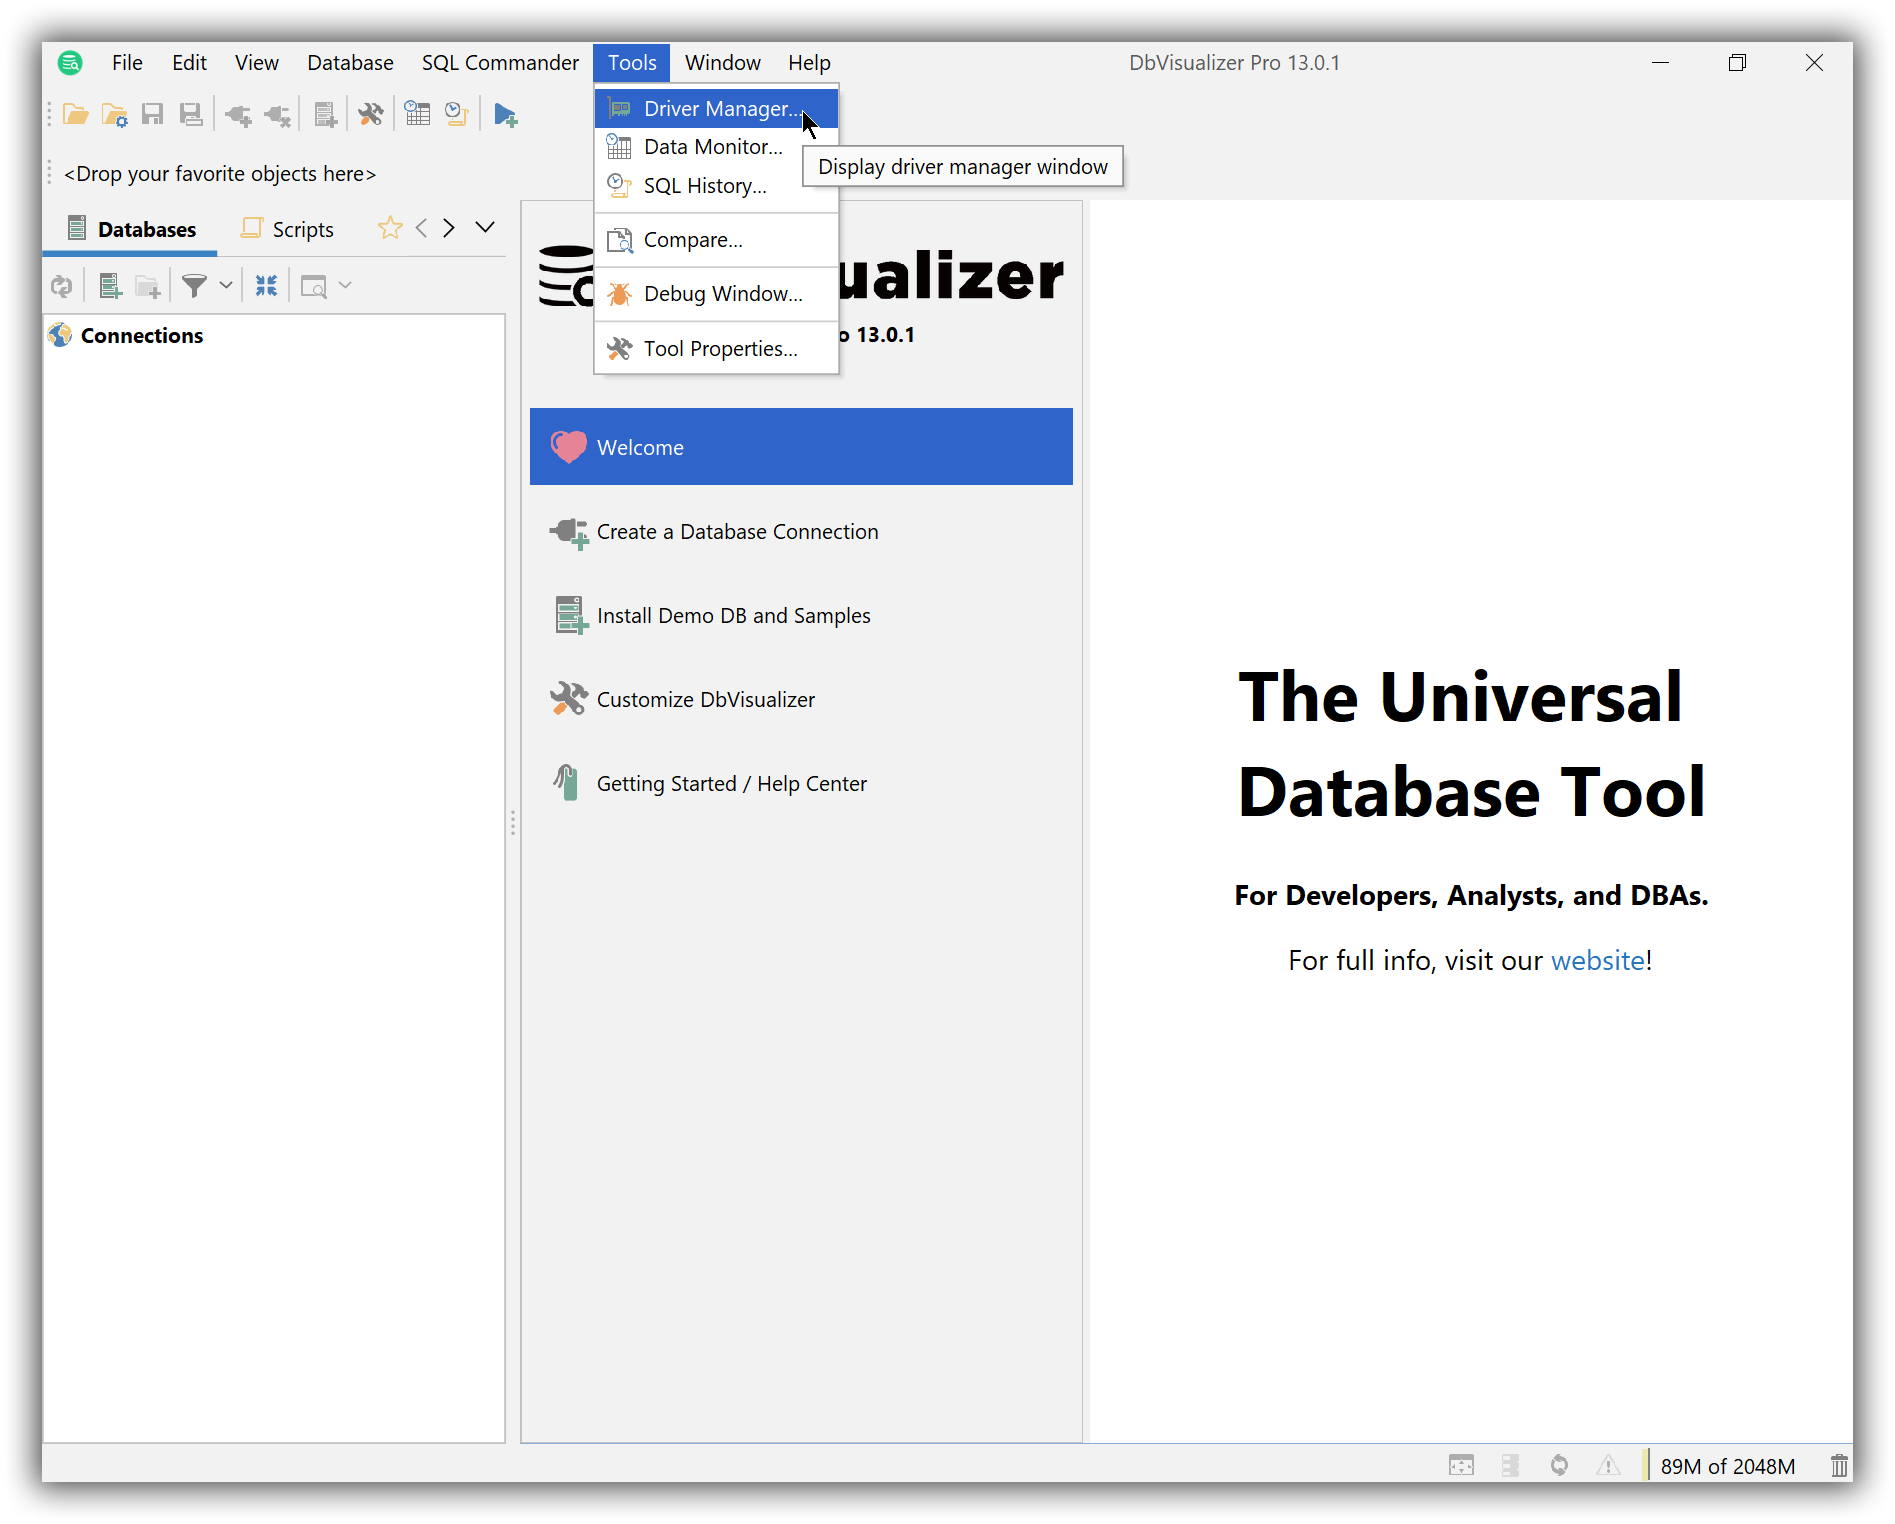 File Edit View Database SQL Commander Tools Window Help DbVisualizer Pro 13.0.1
Driver Manager...
Data Monitor...
SQL History...
Compare...
Debug Window...
Tool Properties...
Display driver manager window
<Drop your favorite objects here>
Databases Scripts
Connections
ualizer
o 13.0.1
Welcome
Create a Database Connection
Install Demo DB and Samples
Customize DbVisualizer
Getting Started / Help Center
The Universal
Database Tool
For Developers, Analysts, and DBAs.
For full info, visit our website!
89M of 2048M